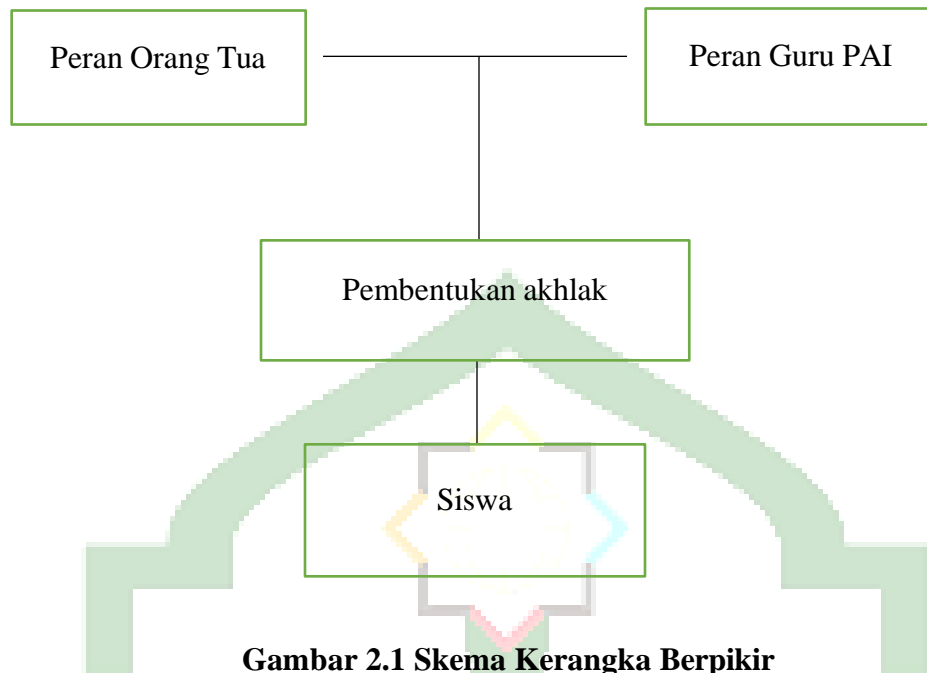 Peran Orang Tua
Peran Guru PAI
Pembentukan akhlak
Siswa
Gambar 2.1 Skema Kerangka Berpikir